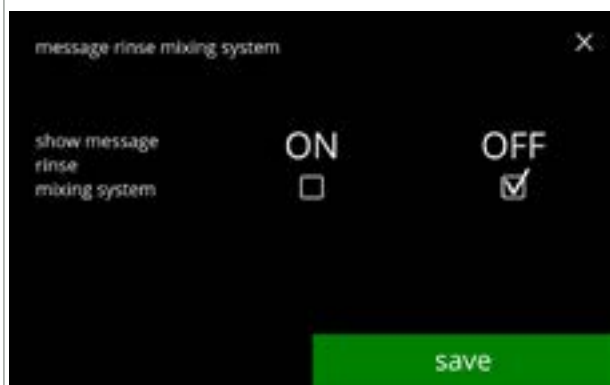 message rinse mixing system
show message
rinse
mixing system
ON
OFF
save